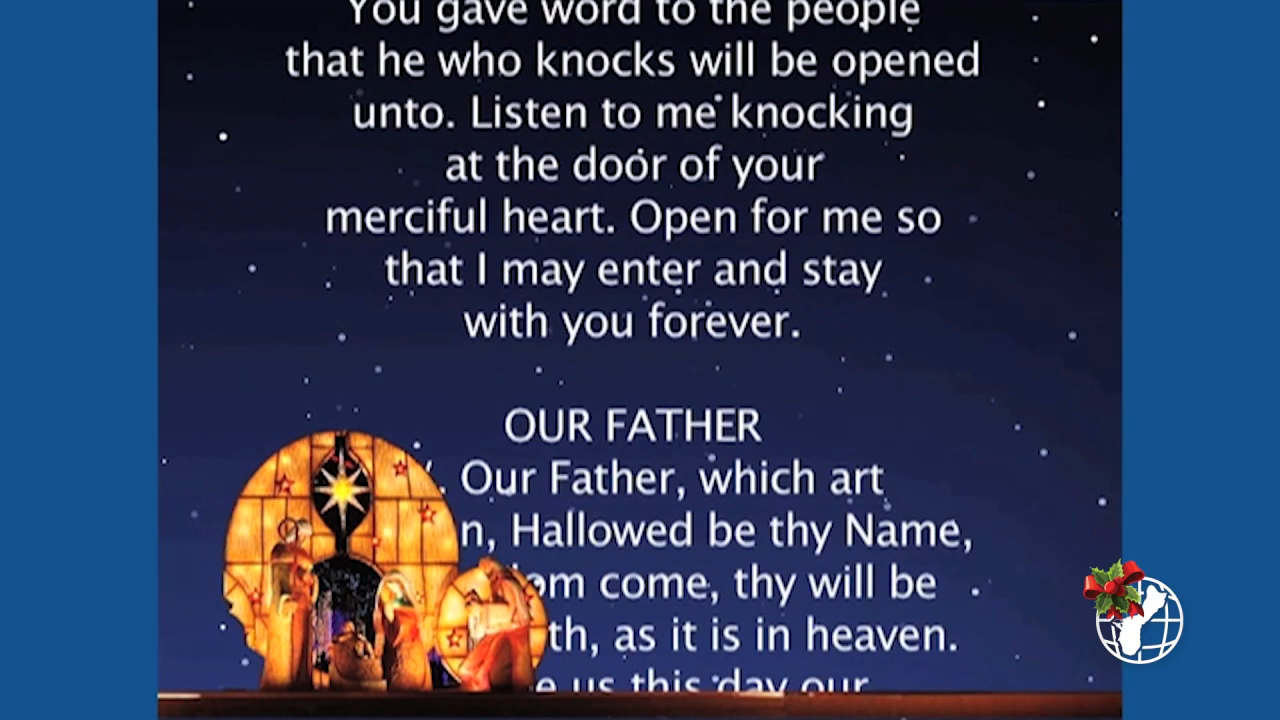 You gave word to the people
that he who knocks will be opened
unto. Listen to me knocking
at the door of your
merciful heart. Open for me so
that I may enter and stay
with you forever.
OUR FATHER
. Our Father, which art
n, Hallowed be thy Name,
om come, thy will be
th, as it is in heaven.
e us this day our